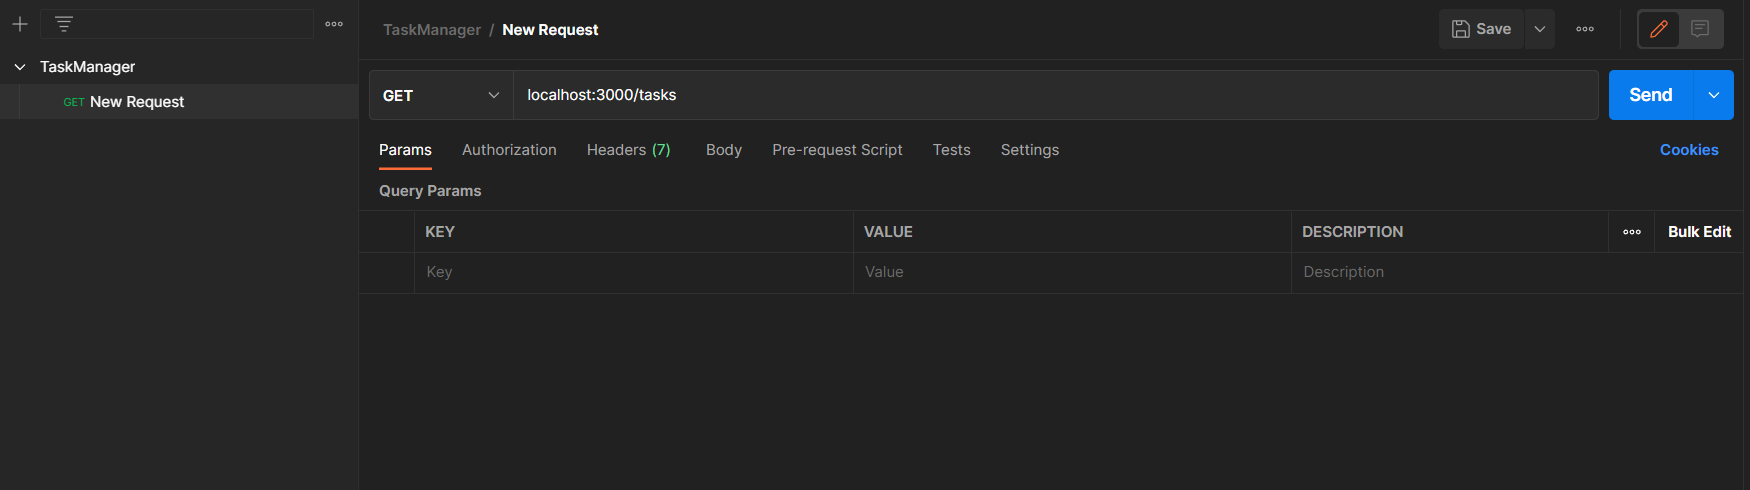 TaskManager
GET New Request
TaskManager / New Request
Save
GET
localhost:3000/tasks
Send
Params Authorization Headers (7) Body Pre-request Script Tests Settings Cookies
Query Params
KEY VALUE DESCRIPTION Bulk Edit
Key Value Description